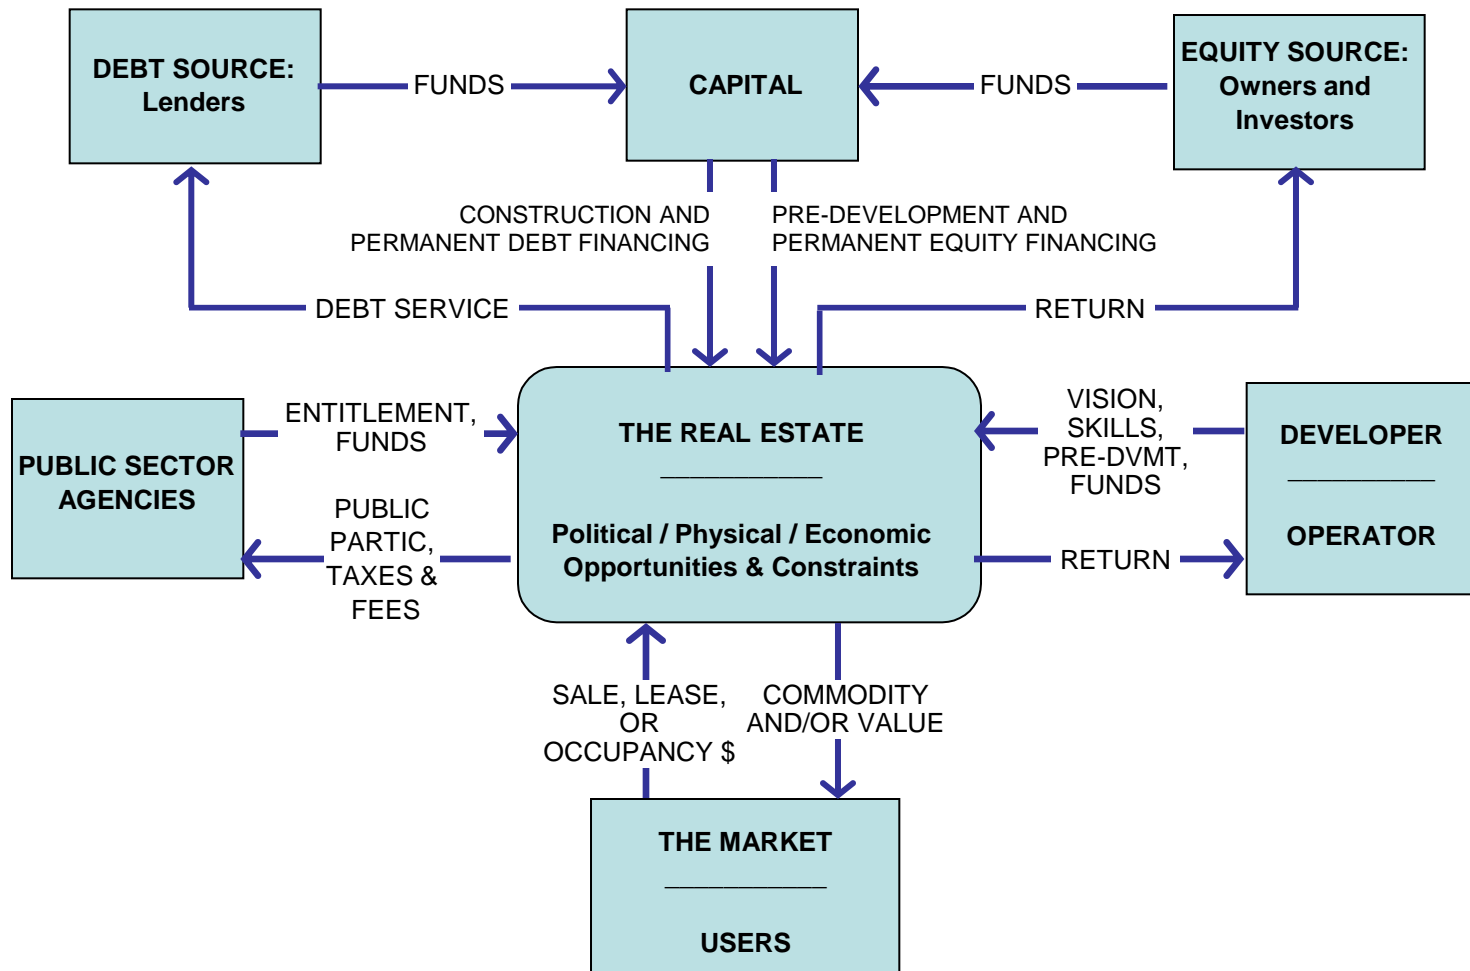 DEBT SOURCE:
Lenders
FUNDS
CAPITAL
FUNDS
EQUITY SOURCE:
Owners and
Investors
CONSTRUCTION AND
PERMANENT DEBT FINANCING
PRE-DEVELOPMENT AND
PERMANENT EQUITY FINANCING
DEBT SERVICE
RETURN
PUBLIC SECTOR
AGENCIES
ENTITLEMENT,
FUNDS
PUBLIC
PARTIC,
TAXES &
FEES
THE REAL ESTATE
Political / Physical / Economic
Opportunities & Constraints
VISION,
SKILLS,
PRE-DVMT,
FUNDS
RETURN
DEVELOPER
OPERATOR
SALE, LEASE,
OR
OCCUPANCY $
COMMODITY
AND/OR VALUE
THE MARKET
USERS